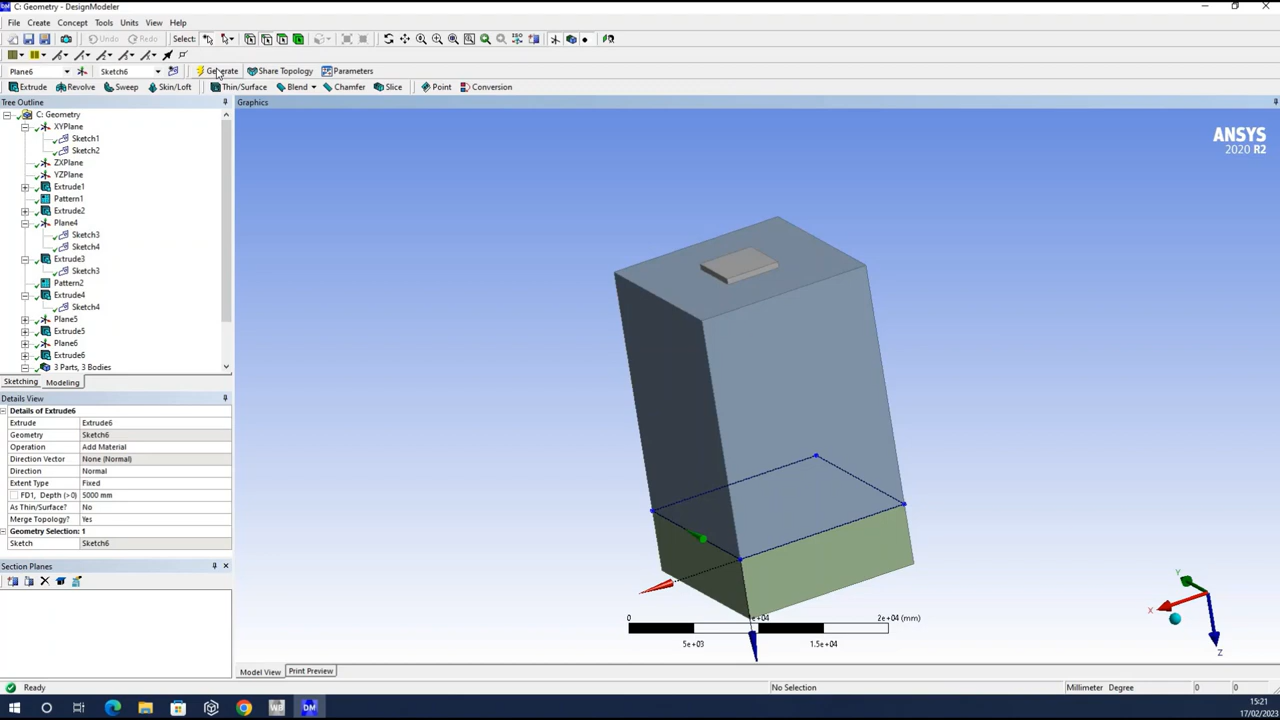 C: Geometry - DesignModeler
File Create Concept Tools Units View Help
Undo Redo Select:
Plane6 Sketch6 Generate Share Topology Parameters
Extrude Revolve Sweep Skin/Loft Thin/Surface Blend Chamfer Slice Point Conversion
Tree Outline
Graphics
C: Geometry
XYPlane
Sketch1
Sketch2
ZXPlane
YZPlane
Extrude1
Pattern1
Extrude2
Plane4
Sketch3
Sketch4
Extrude3
Sketch3
Pattern2
Extrude4
Sketch4
Plane5
Extrude5
Plane6
Extrude6
3 Parts, 3 Bodies
Sketching Modeling
Details View
Details of Extrude6
Extrude Extrude6
Geometry Sketch6
Operation Add Material
Direction Vector None (Normal)
Direction Normal
Extent Type Fixed
FD1, Depth (>0) 5000 mm
As Thin/Surface? No
Merge Topology? Yes
Geometry Selection: 1
Sketch Sketch6
Section Planes
ANSYS
2020 R2
0 2e+04 (mm)
5e+03 1.5e+04
X
Y
Z
Model View Print Preview
Ready
No Selection
Millimeter Degree 0 0
WB DM
15:21
17/02/2023